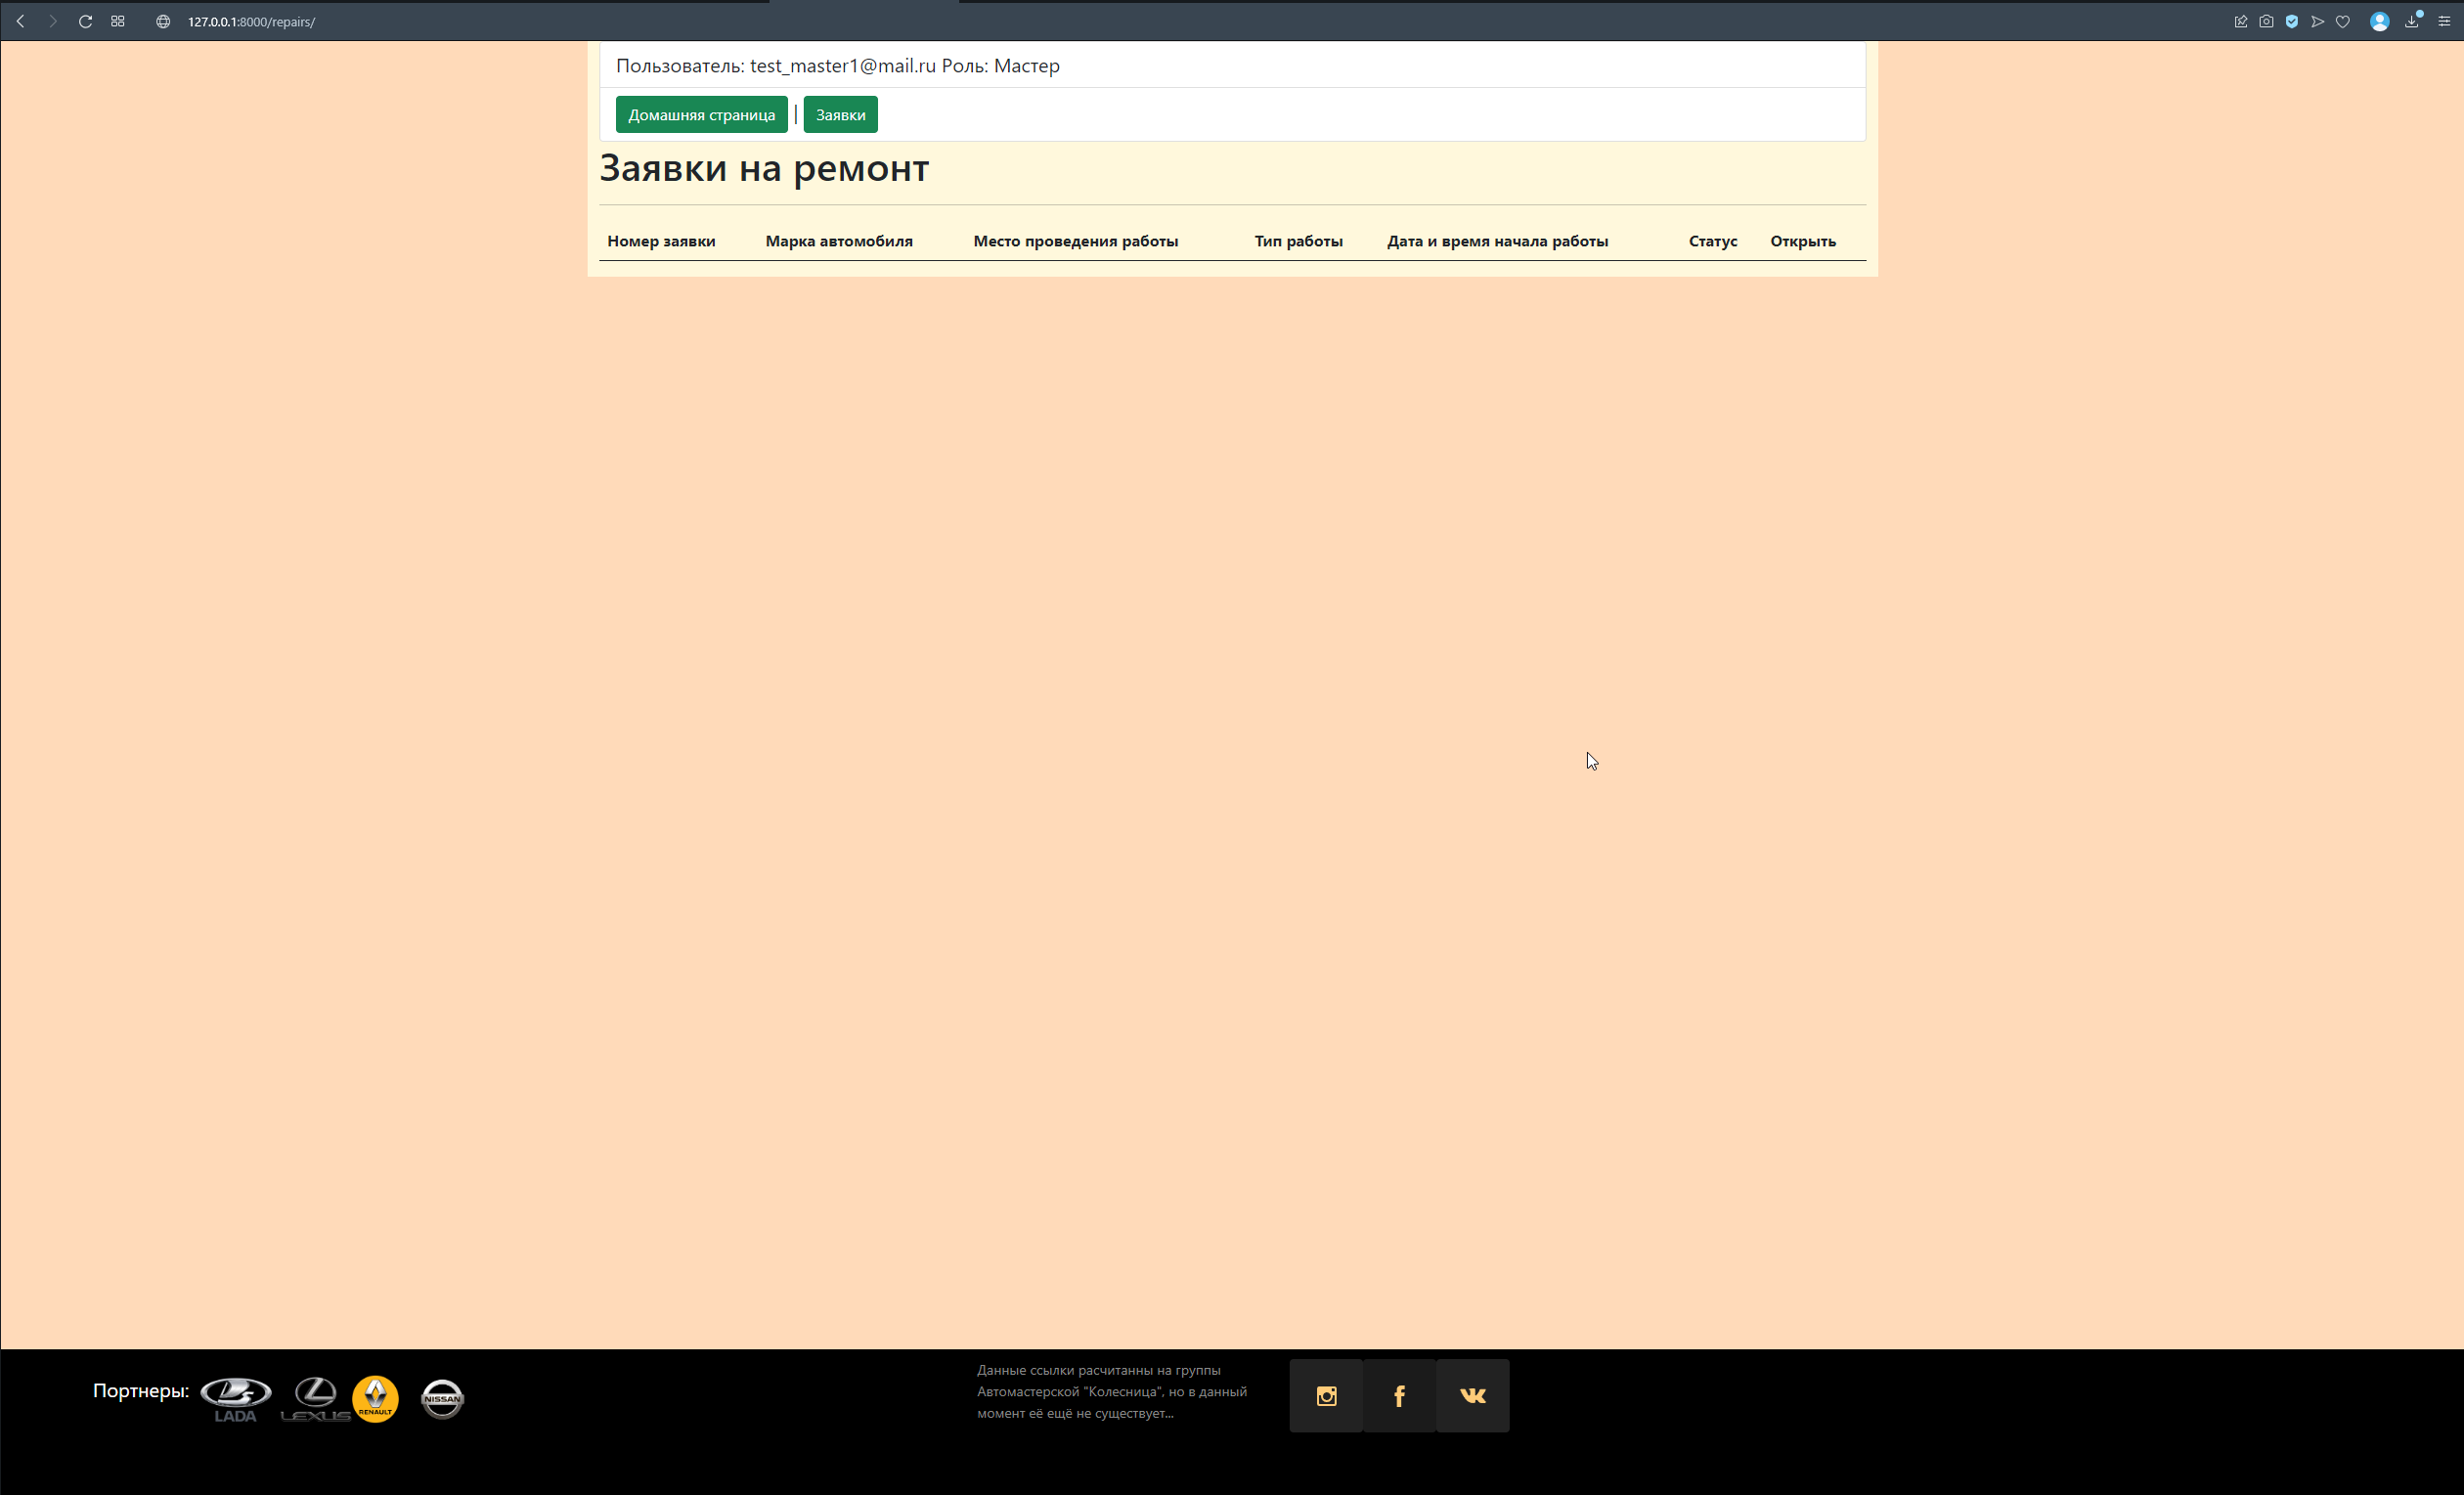 127.0.0.1:8000/repairs/
Пользователь: test_master1@mail.ru Роль: Мастер
Домашняя страница | Заявки
Заявки на ремонт
Номер заявки Марка автомобиля Место проведения работы Тип работы Дата и время начала работы Статус Открыть
Портнеры:
LADA
LEXUS
RENAULT
NISSAN
Данные ссылки расчитанны на группы
Автомастерской "Колесница", но в данный
момент её ещё не существует...